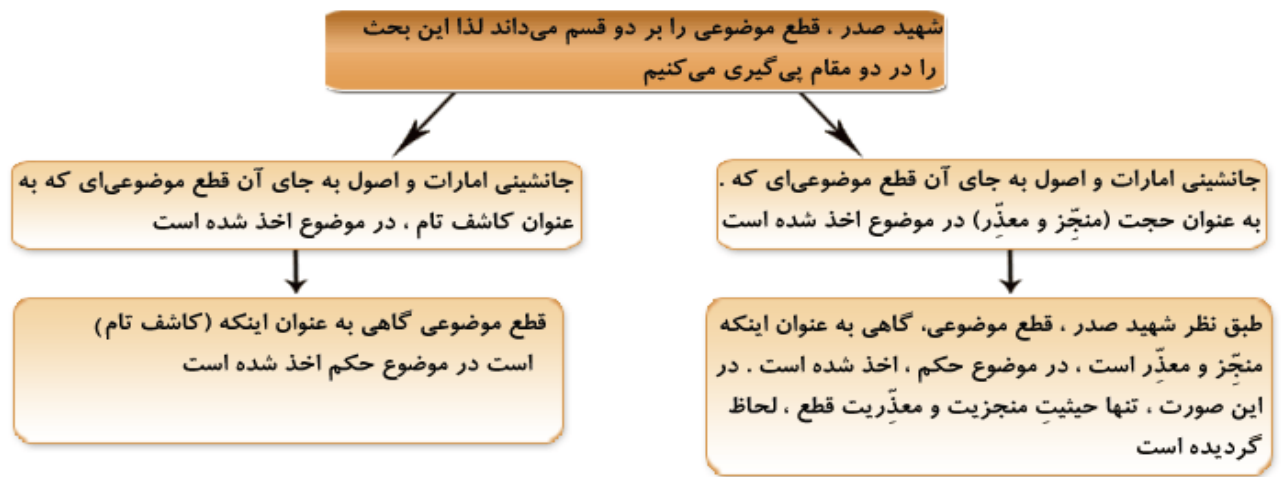 شهید صدر ، قطع موضوعی را بر دو قسم می‌داند لذا این بحث
را در دو مقام پی‌گیری می‌کنیم
جانشینی امارات و اصول به جای آن قطع موضوعی‌ای که .
به عنوان حجت (منجّز و معذّر) در موضوع اخذ شده است
جانشینی امارات و اصول به جای آن قطع موضوعی‌ای که به
عنوان کاشف تام ، در موضوع اخذ شده است
طبق نظر شهید صدر ، قطع موضوعی، گاهی به عنوان اینکه
منجّز و معذّر است ، در موضوع حکم ، اخذ شده است . در
این صورت ، تنها حیثیتِ منجزیت و معذّریت قطع ، لحاظ
گردیده است
قطع موضوعی گاهی به عنوان اینکه (کاشف تام)
است در موضوع حکم اخذ شده است